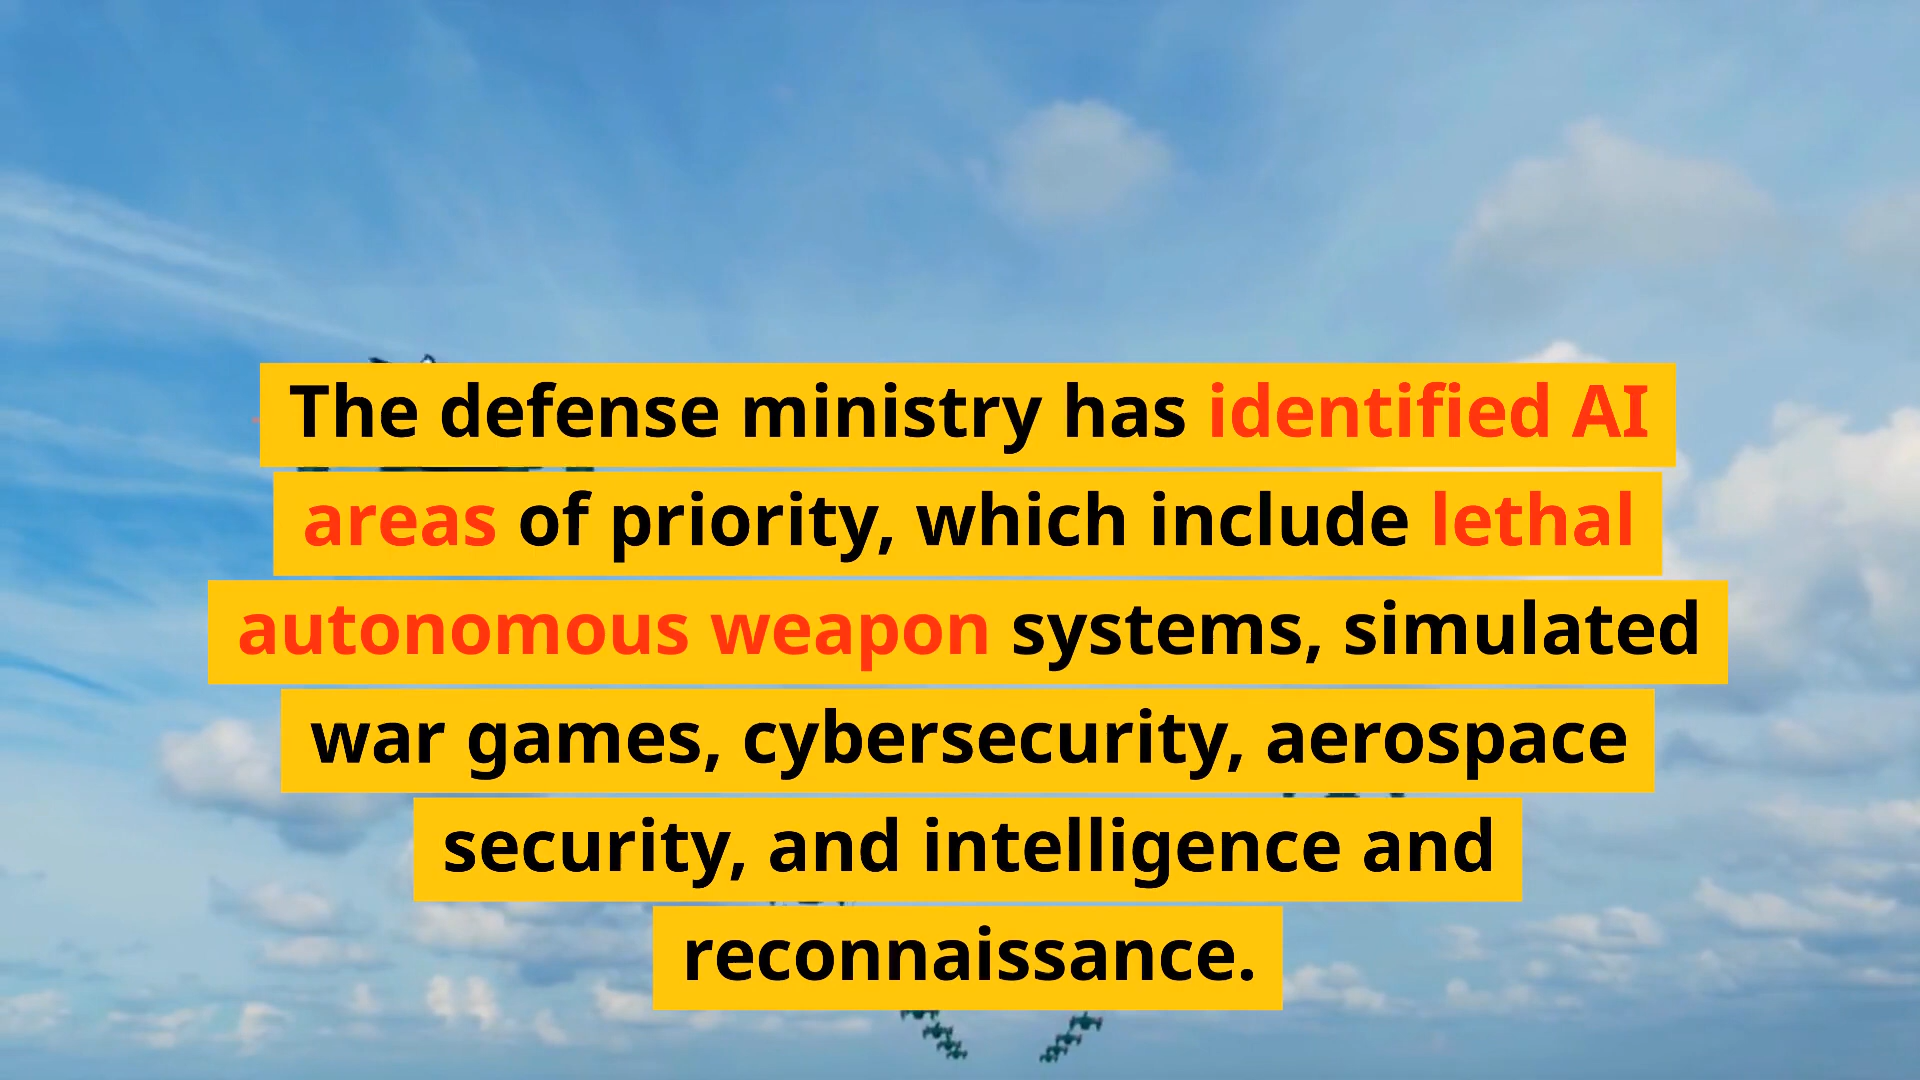 The defense ministry has identified AI
areas of priority, which include lethal
autonomous weapon systems, simulated
war games, cybersecurity, aerospace
security, and intelligence and
reconnaissance.